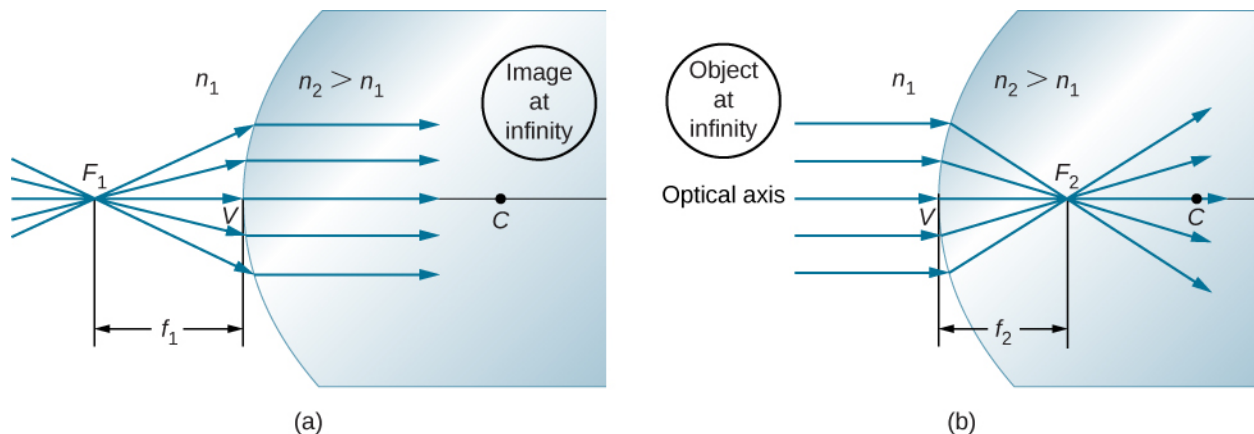 n1
n2 > n1
Image
at
infinity
F1
V
C
f1
(a)
Object
at
infinity
n1
n2 > n1
Optical axis
F2
V
C
f2
(b)